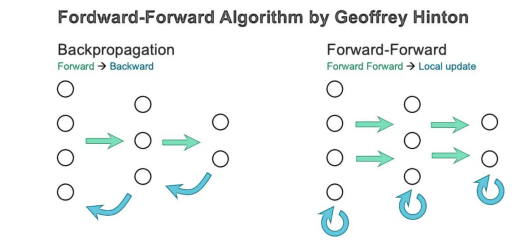 Fordward-Forward Algorithm by Geoffrey Hinton
Backpropagation
Forward → Backward
Forward-Forward
Forward Forward → Local update